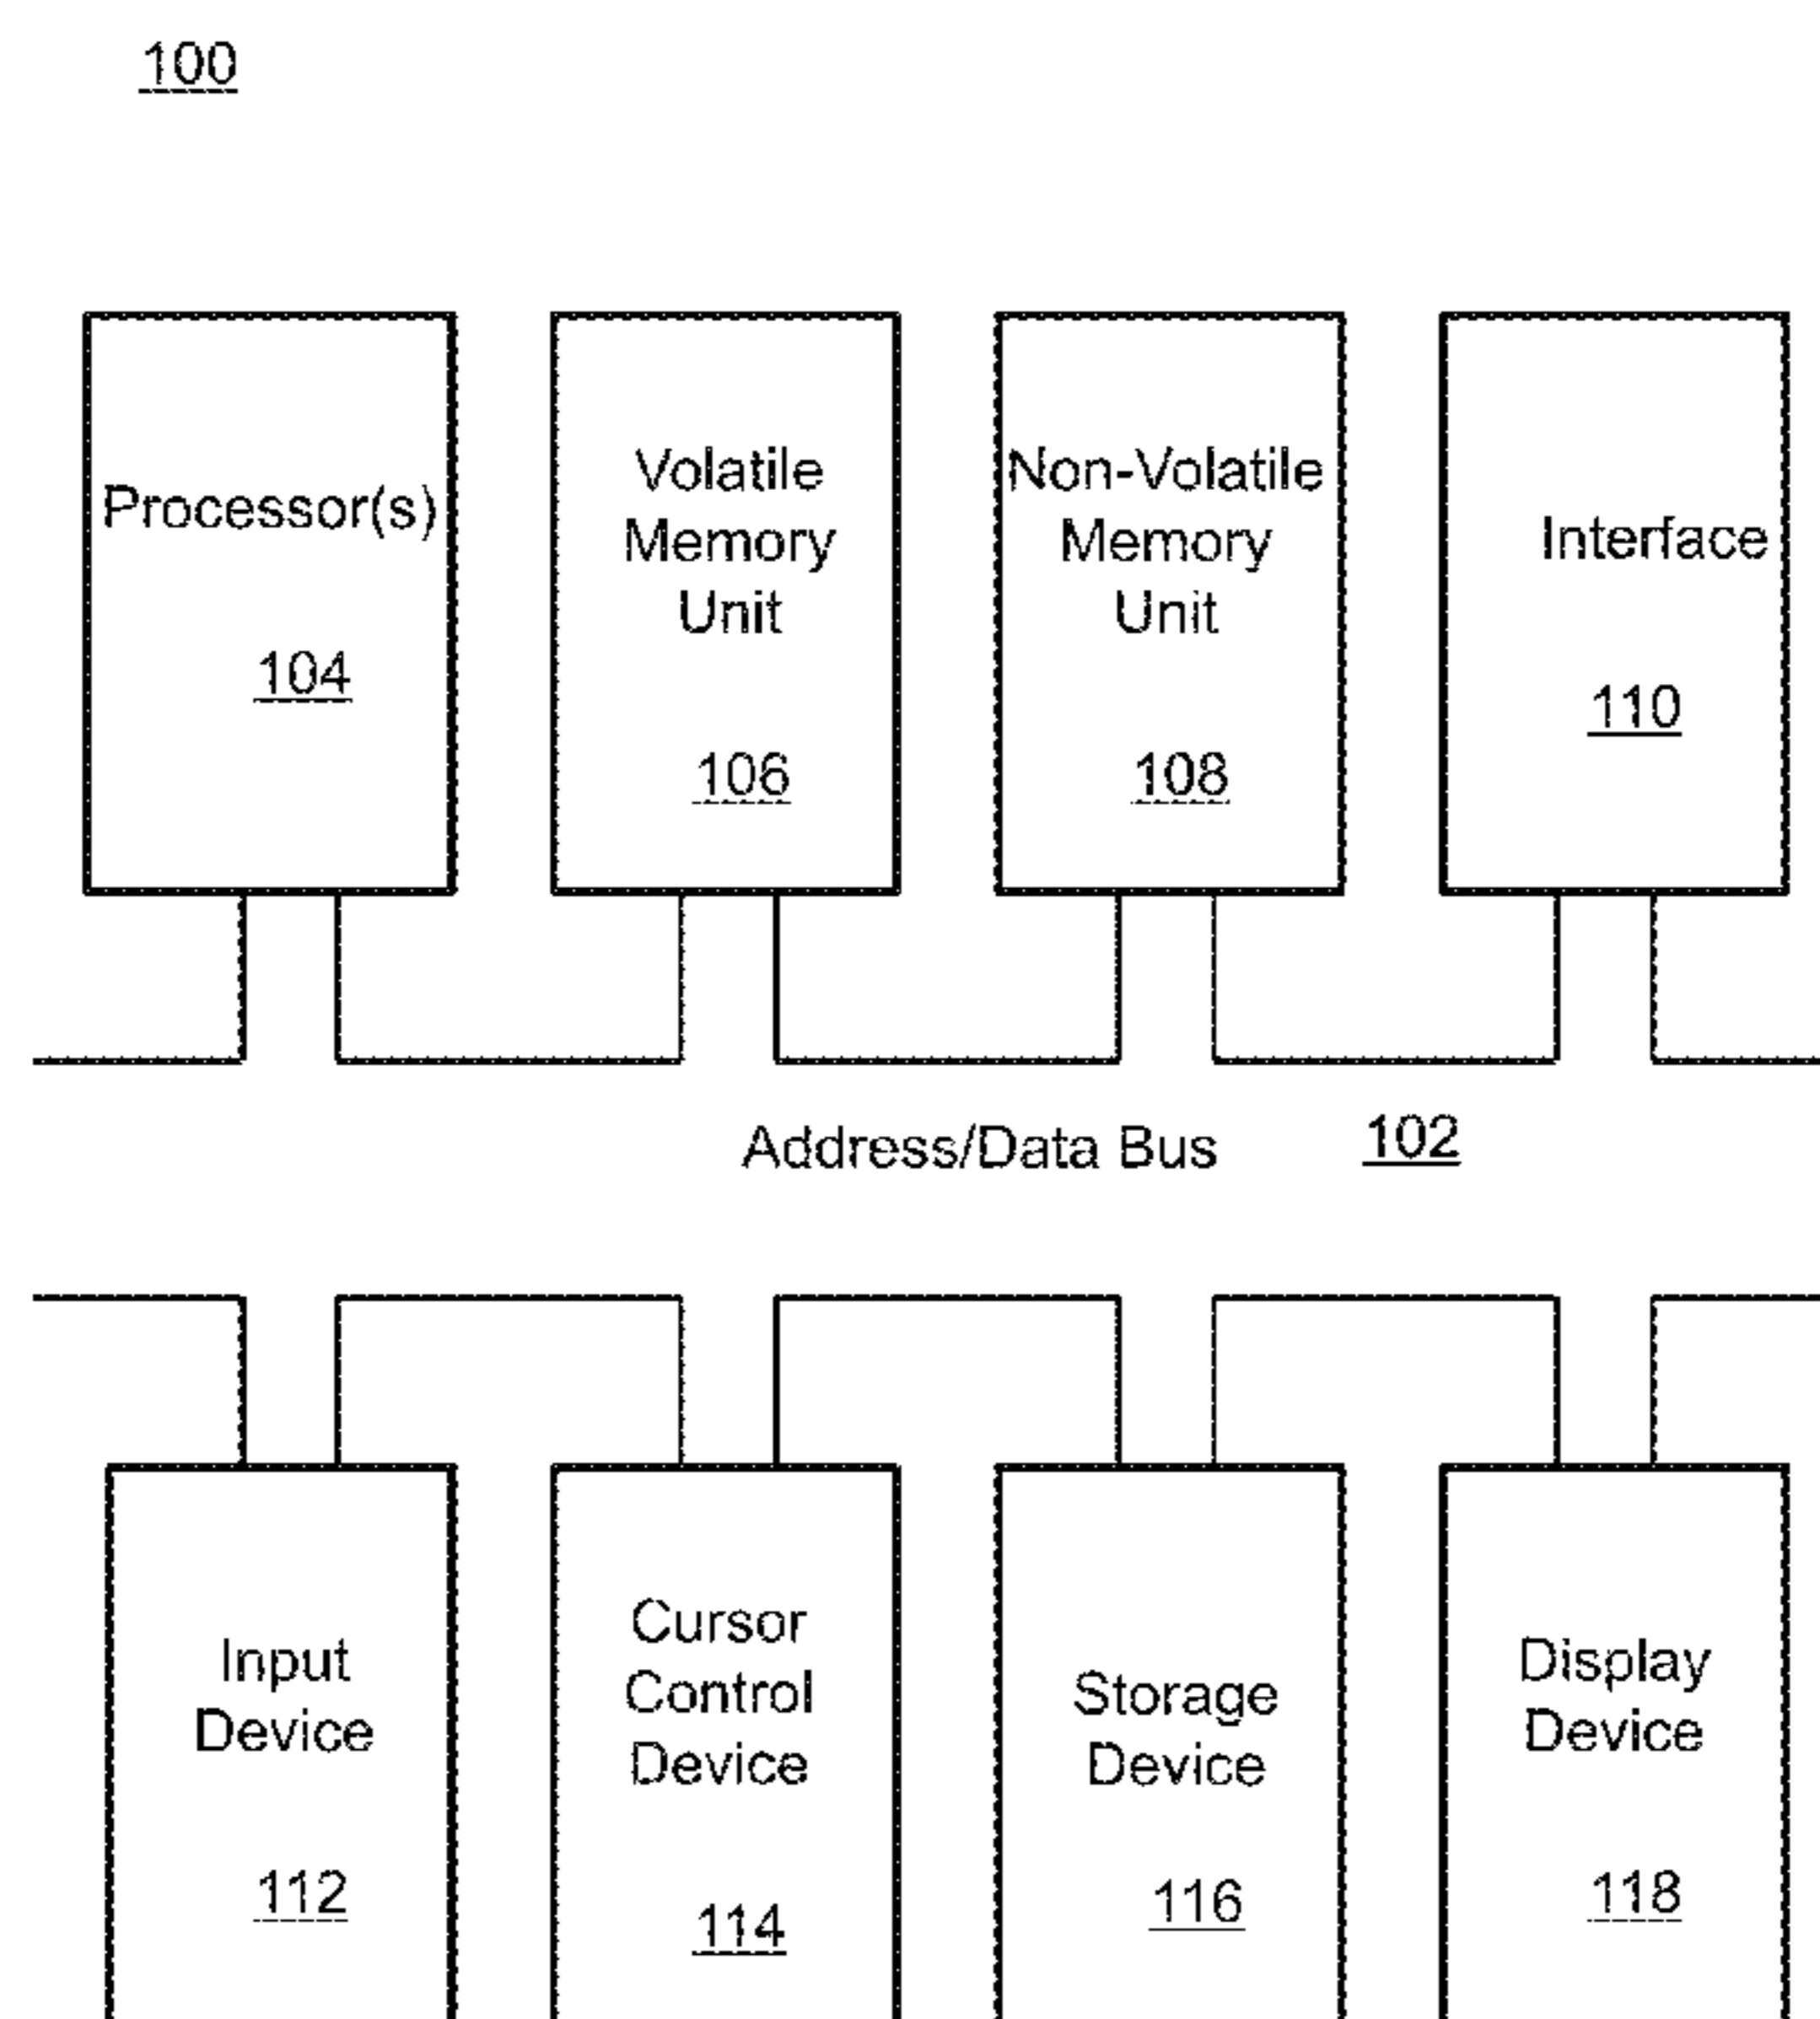 100
Processor(s)
104
Volatile
Memory
Unit
106
Non-Volatile
Memory
Unit
108
Interface
110
Address/Data Bus 102
Input
Device
112
Cursor
Control
Device
114
Storage
Device
116
Display
Device
118